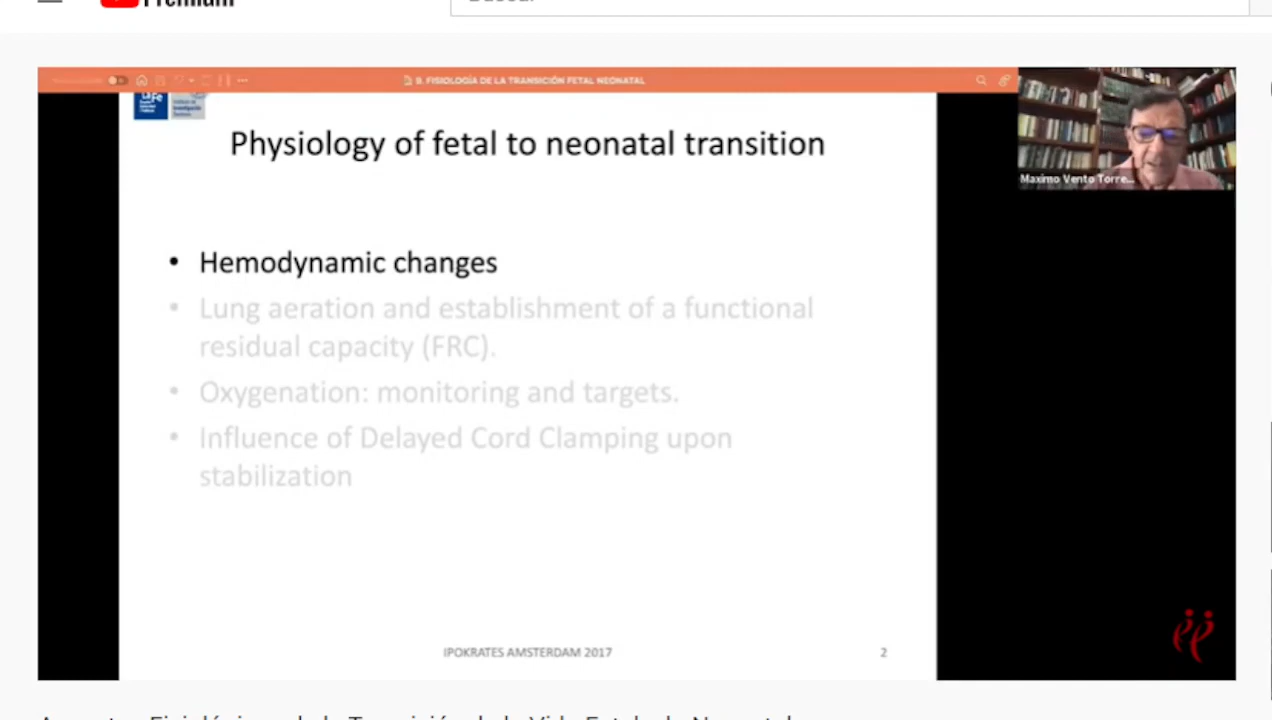 Premium
9. FISIOLOGÍA DE LA TRANSICIÓN FETAL NEONATAL
LaFe
Physiology of fetal to neonatal transition
Maximo Vento Torre...
• Hemodynamic changes
• Lung aeration and establishment of a functional
residual capacity (FRC).
• Oxygenation: monitoring and targets.
• Influence of Delayed Cord Clamping upon
stabilization
IPOKRATES AMSTERDAM 2017
2